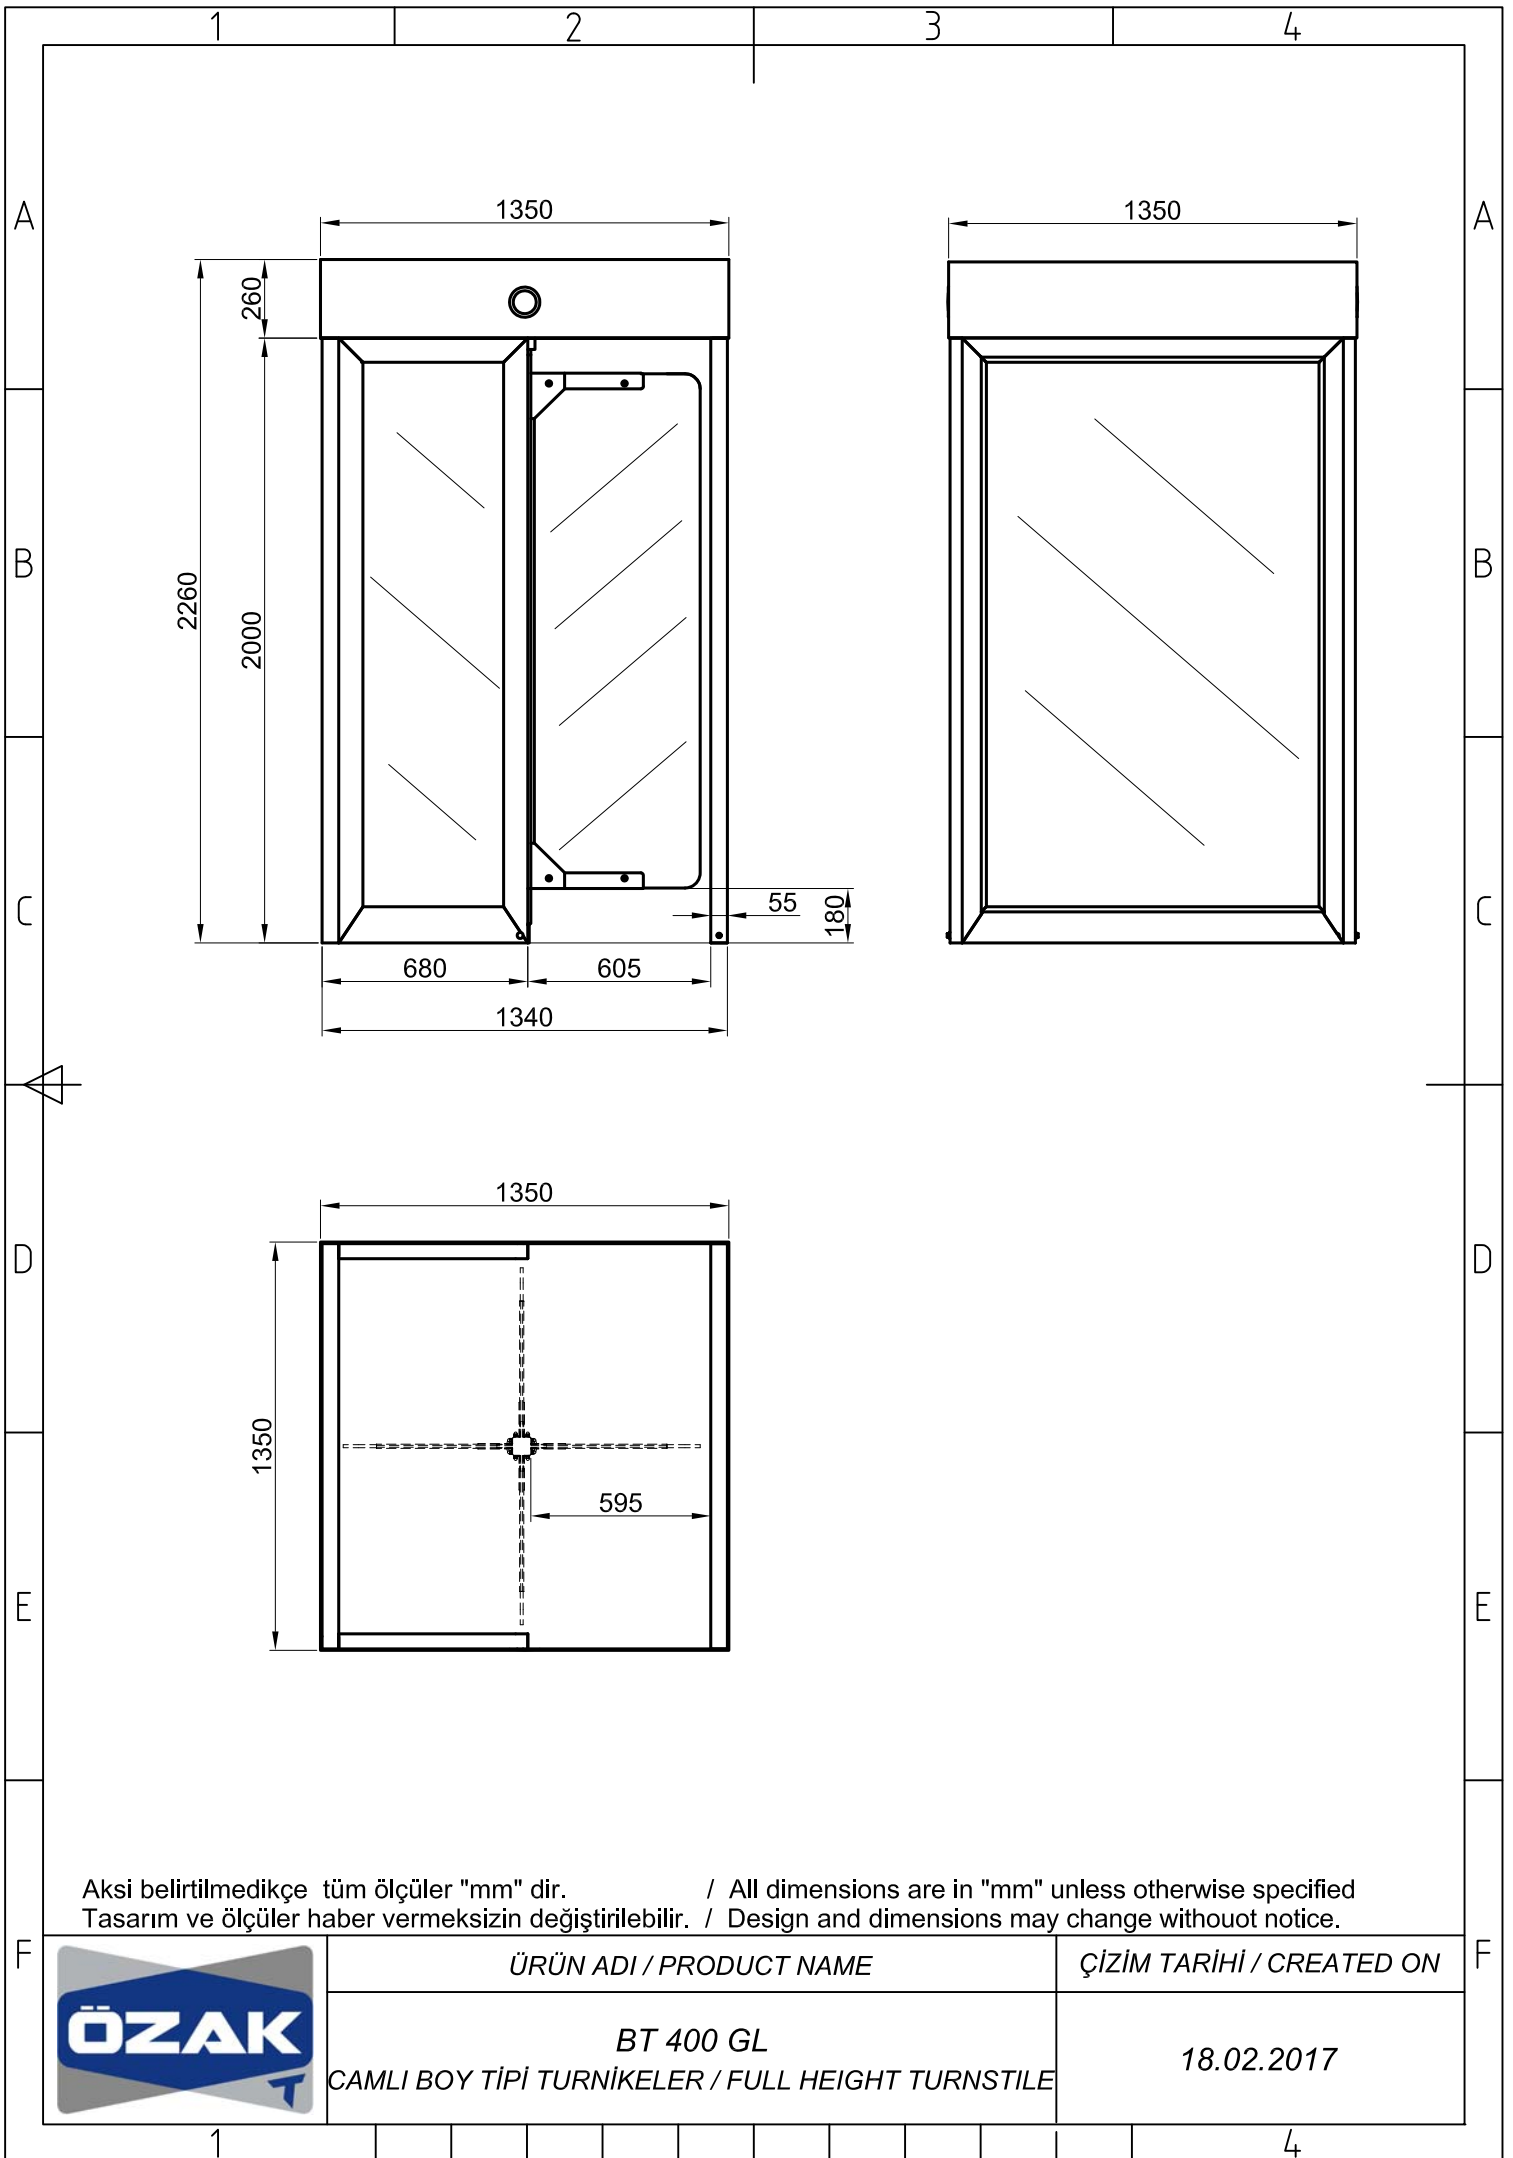 1 2 3 4
A A
1350 1350
260
2260
2000
B B
C C
55
180
680 605
1340
1350
D D
1350
595
E E
Aksi belirtilmedikçe tüm ölçüler "mm" dir. / All dimensions are in "mm" unless otherwise specified
Tasarım ve ölçüler haber vermeksizin değiştirilebilir. / Design and dimensions may change withouot notice.
F F
ÖZAK
T
ÜRÜN ADI / PRODUCT NAME
ÇİZİM TARİHİ / CREATED ON
BT 400 GL
CAMLI BOY TİPİ TURNİKELER / FULL HEIGHT TURNSTILE
18.02.2017
1 4